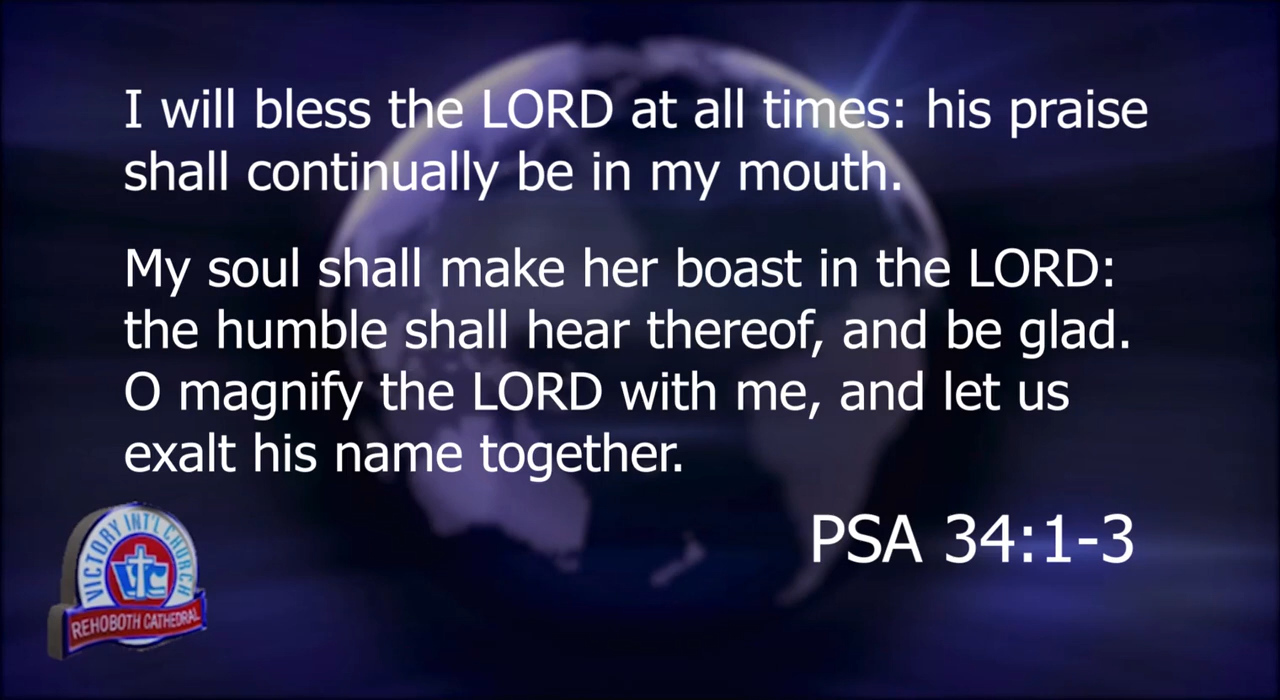 I will bless the LORD at all times: his praise
shall continually be in my mouth.
My soul shall make her boast in the LORD:
the humble shall hear thereof, and be glad.
O magnify the LORD with me, and let us
exalt his name together.
PSA 34:1-3
VICTORY INT'L CHURCH
VC
REHOBOTH CATHEDRAL